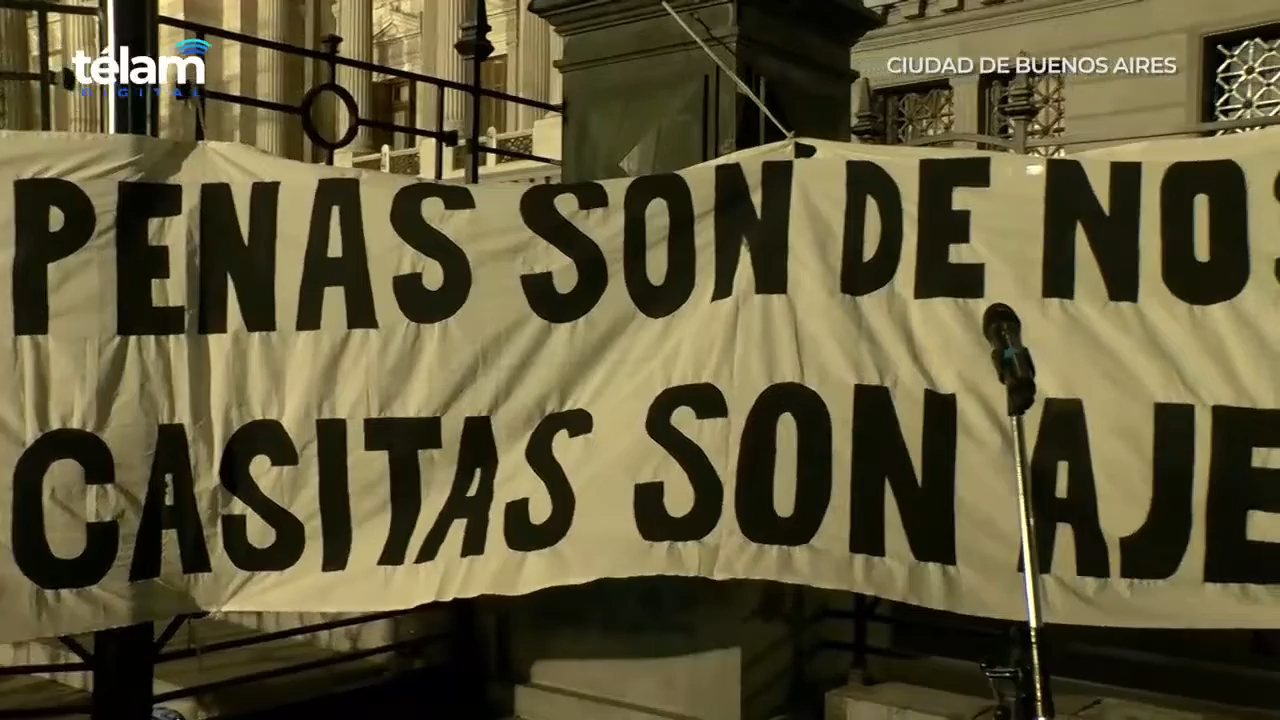 télam
DIGITAL
CIUDAD DE BUENOS AIRES
PENAS SON DE NOS
CASITAS SON AJE